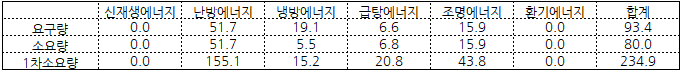 신재생에너지 난방에너지 냉방에너지 급탕에너지 조명에너지 환기에너지 합계
요구량 0.0 51.7 19.1 6.6 15.9 0.0 93.4
소요량 0.0 51.7 5.5 6.8 15.9 0.0 80.0
1차소요량 0.0 155.1 15.2 20.8 43.8 0.0 234.9